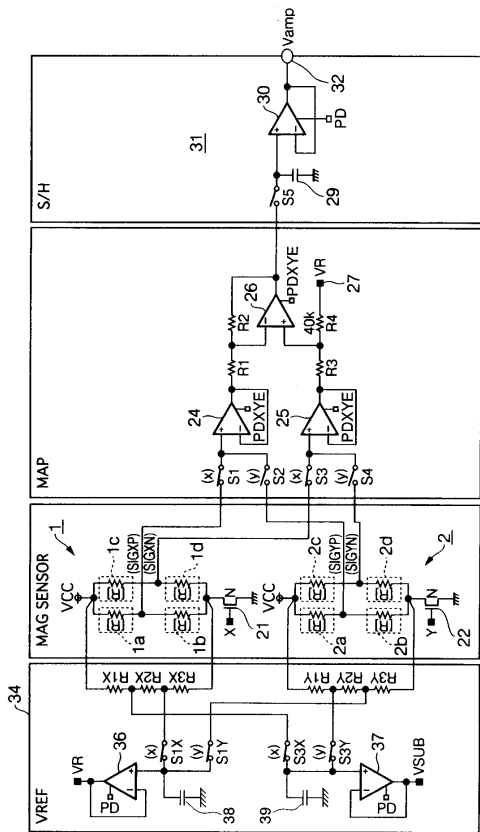 34
VREF
VR
36
PD
38
39
37
PD
VSUB
(x)
S1X
(y)
S1Y
(x)
S3X
(y)
S3Y
R1X
R2X
R3X
R1Y
R2Y
R3Y
MAG SENSOR
1
VCC
1a
1b
1c
1d
(SIGXP)
(SIGXN)
X
N
21
2
VCC
2a
2b
2c
2d
(SIGYP)
(SIGYN)
Y
N
22
MAP
(x)
S1
(y)
S2
(x)
S3
(y)
S4
24
PDXYE
25
PDXYE
R1
R2
R3
40k
R4
26
PDXYE
VR
27
S/H
31
S5
29
30
PD
32
Vamp